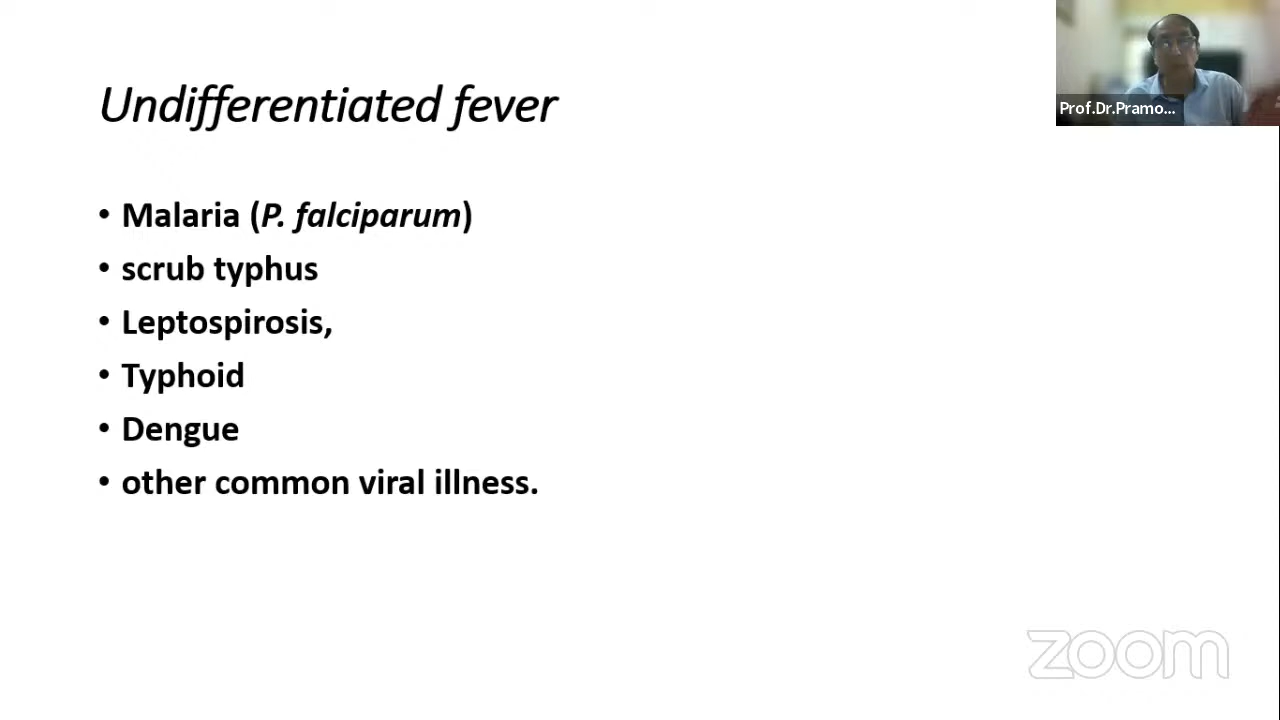 Undifferentiated fever
Prof.Dr.Pramo...
• Malaria (P. falciparum)
• scrub typhus
• Leptospirosis,
• Typhoid
• Dengue
• other common viral illness.
zoom